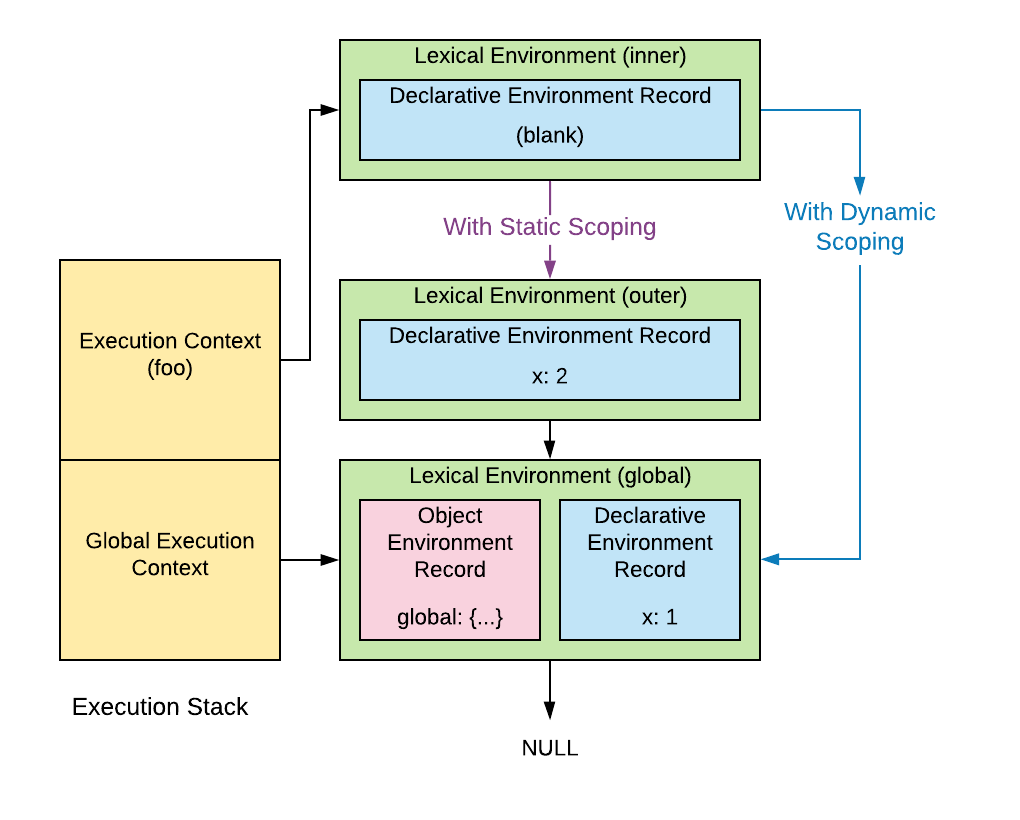 Lexical Environment (inner)
Declarative Environment Record
(blank)
With Static Scoping
With Dynamic
Scoping
Execution Context
(foo)
Lexical Environment (outer)
Declarative Environment Record
x: 2
Global Execution
Context
Lexical Environment (global)
Object
Environment
Record
global: {...}
Declarative
Environment
Record
x: 1
Execution Stack
NULL